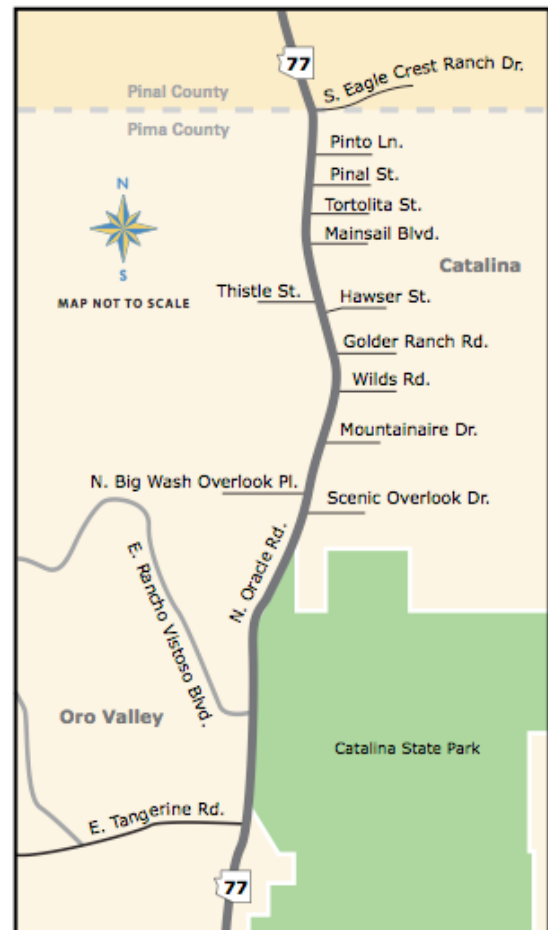 77
S. Eagle Crest Ranch Dr.
Pinal County
Pima County
Pinto Ln.
Pinal St.
N
Tortolita St.
Mainsail Blvd.
S
Catalina
MAP NOT TO SCALE
Thistle St.
Hawser St.
Golder Ranch Rd.
Wilds Rd.
Mountainaire Dr.
N. Big Wash Overlook Pl.
Scenic Overlook Dr.
N. Oracle Rd.
E. Rancho Vistoso Blvd.
Oro Valley
Catalina State Park
E. Tangerine Rd.
77